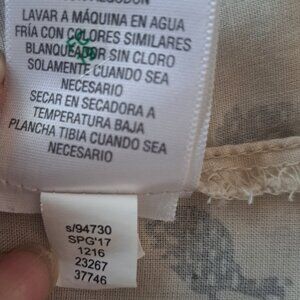 LAVAR A MÁQUINA EN AGUA
FRÍA CON COLORES SIMILARES
BLANQUEADOR SIN CLORO
SOLAMENTE CUANDO SEA
NECESARIO
SECAR EN SECADORA A
TEMPERATURA BAJA
PLANCHA TIBIA CUANDO SEA
NECESARIO
s/94730
SPG'17
1216
23267
37746